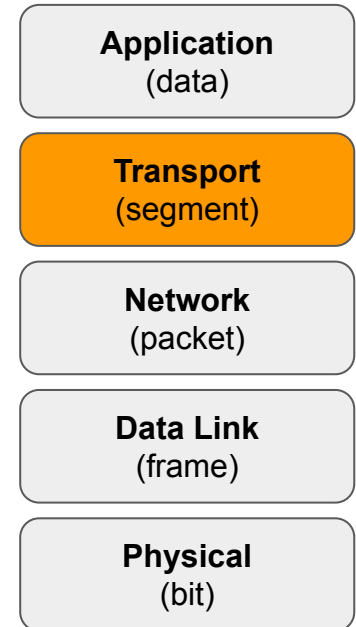 Application
(data)
Transport
(segment)
Network
(packet)
Data Link
(frame)
Physical
(bit)